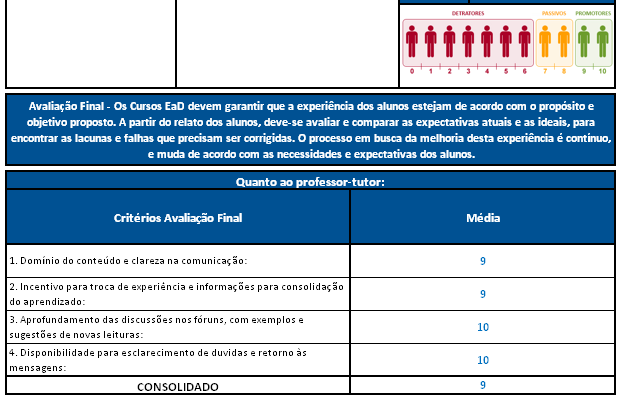 DETRATORES PASSIVOS PROMOTORES
0 1 2 3 4 5 6 7 8 9 10
Avaliação Final - Os Cursos EaD devem garantir que a experiência dos alunos estejam de acordo com o propósito e
objetivo proposto. A partir do relato dos alunos, deve-se avaliar e comparar as expectativas atuais e as ideais, para
encontrar as lacunas e falhas que precisam ser corrigidas. O processo em busca da melhoria desta experiência é contínuo,
e muda de acordo com as necessidades e expectativas dos alunos.
Quanto ao professor-tutor:
Critérios Avaliação Final Média
1. Domínio do conteúdo e clareza na comunicação: 9
2. Incentivo para troca de experiência e informações para consolidação
do aprendizado: 9
3. Aprofundamento das discussões nos fóruns, com exemplos e
sugestões de novas leituras: 10
4. Disponibilidade para esclarecimento de duvidas e retorno às
mensagens: 10
CONSOLIDADO 9